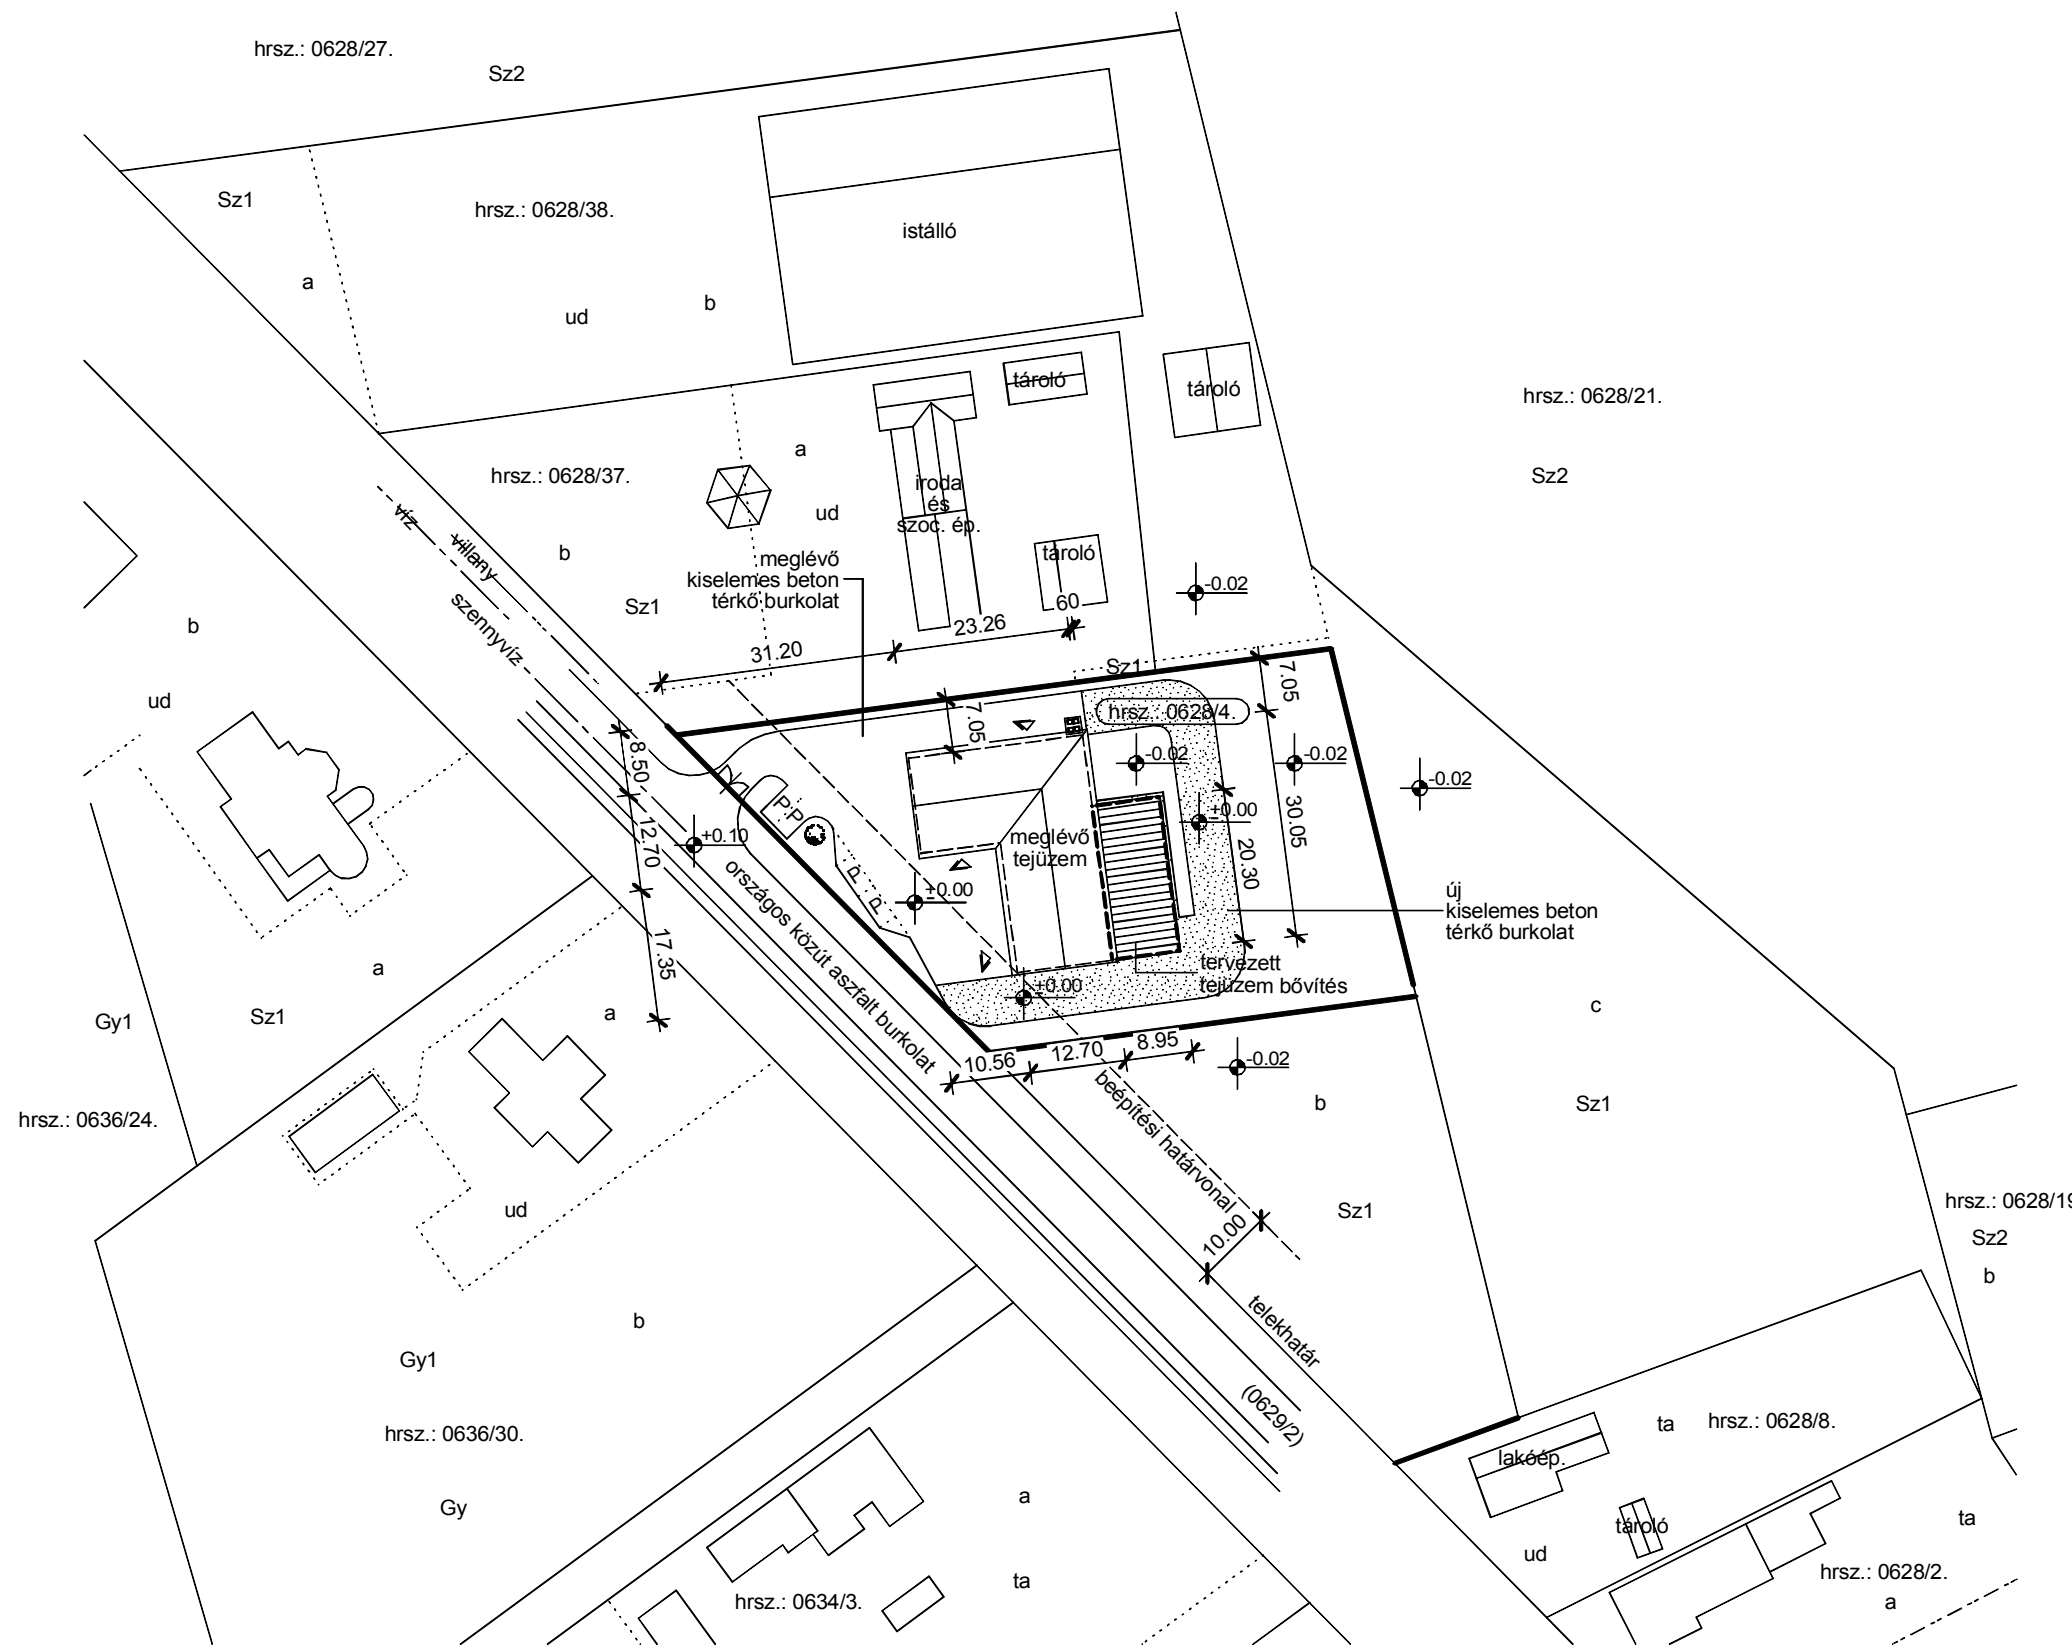 hrsz.: 0628/27.
Sz2
Sz1
hrsz.: 0628/38.
istálló
a
ud
b
tároló
tároló
hrsz.: 0628/21.
Sz2
hrsz.: 0628/37.
a
ud
b
Sz1
iroda
és
szoc. ép.
tároló
meglévő
kiselemes beton
térkő burkolat
víz
villany
szennyvíz
-0.02
60
23.26
31.20
Sz1
7.05
7.05
hrsz.: 0628/4.
b
ud
8.50
12.70
17.35
P
P
P
P
+0.10
±0.00
-0.02
-0.02
-0.02
±0.00
30.05
20.30
meglévő
tejüzem
országos közút aszfalt burkolat
új
kiselemes beton
térkő burkolat
tervezett
tejüzem bővítés
±0.00
10.56
12.70
8.95
-0.02
beépítési határvonal
10.00
telekhatár
(0629/2)
a
Gy1
Sz1
a
hrsz.: 0636/24.
ud
b
Gy1
hrsz.: 0636/30.
Gy
c
Sz1
b
Sz1
hrsz.: 0628/19
Sz2
b
lakóép.
ta
hrsz.: 0628/8.
tároló
ud
ta
hrsz.: 0628/2.
a
a
ta
hrsz.: 0634/3.